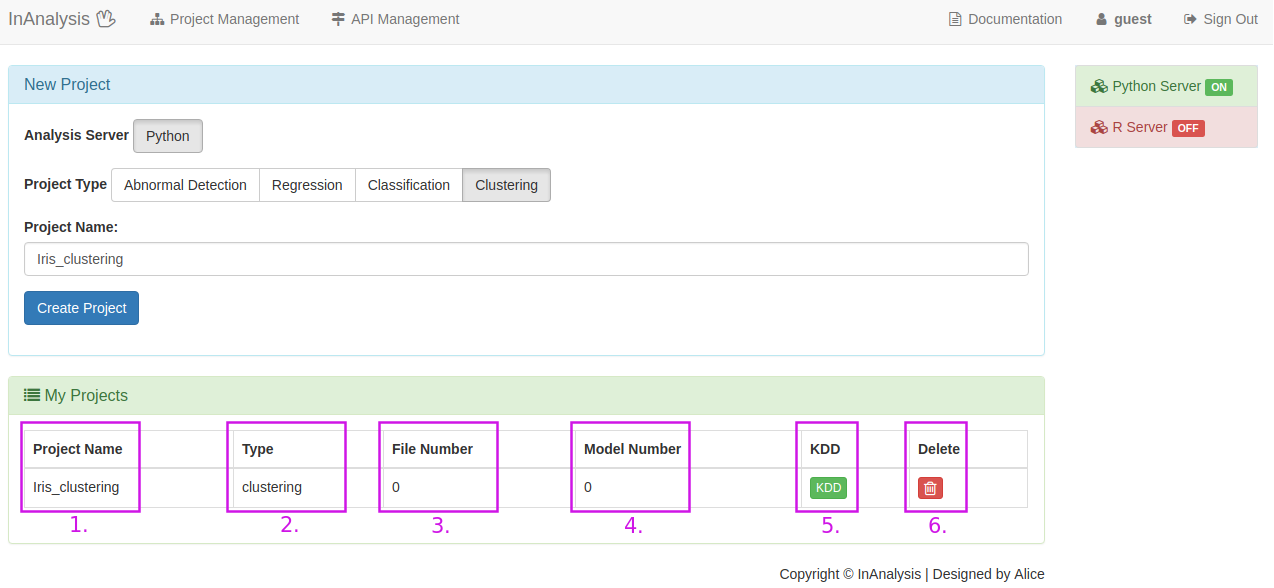 InAnalysis Project Management API Management Documentation guest Sign Out
New Project
Python Server ON
R Server OFF
Analysis Server Python
Project Type Abnormal Detection Regression Classification Clustering
Project Name:
Iris_clustering
Create Project
My Projects
Project Name Type File Number Model Number KDD Delete
Iris_clustering clustering 0 0 KDD
1. 2. 3. 4. 5. 6.
Copyright © InAnalysis | Designed by Alice